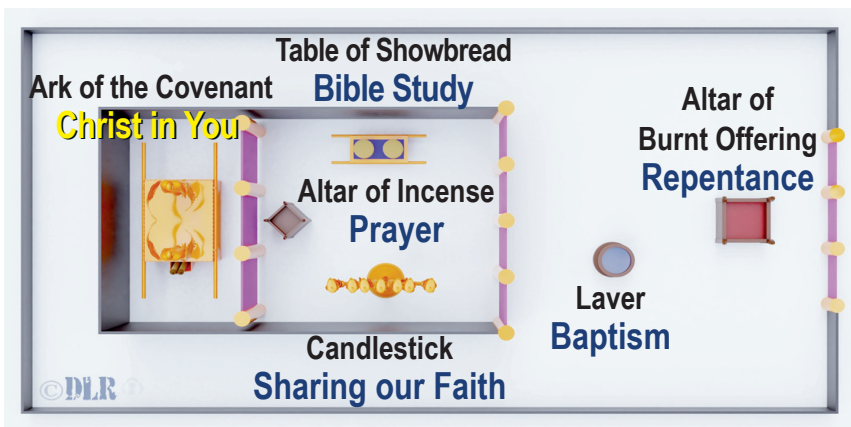 Table of Showbread
Bible Study
Ark of the Covenant
Christ in You
Altar of
Burnt Offering
Repentance
Altar of Incense
Prayer
Laver
Baptism
Candlestick
Sharing our Faith
©DLR